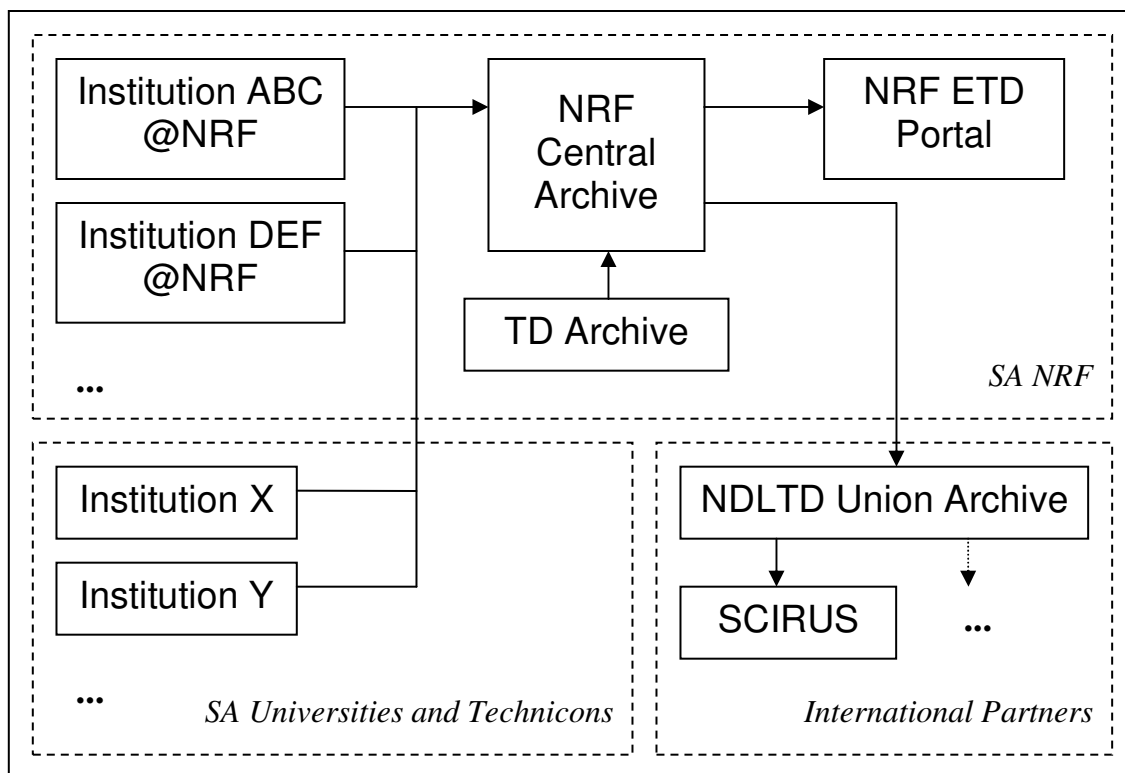 Institution ABC
@NRF
NRF
Central
Archive
NRF ETD
Portal
Institution DEF
@NRF
TD Archive
...
SA NRF
Institution X
Institution Y
...
SA Universities and Technicons
NDLTD Union Archive
SCIRUS
...
International Partners